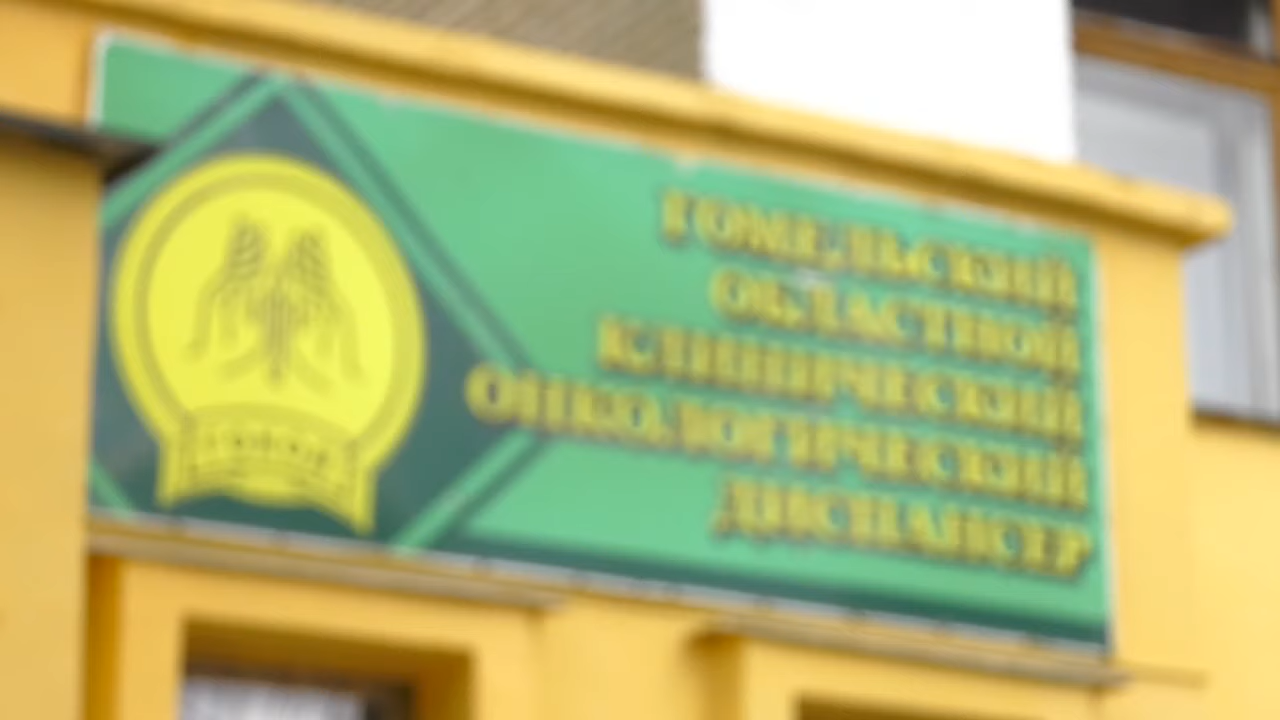 ГОМЕЛЬСКИЙ
ОБЛАСТНОЙ
КЛИНИЧЕСКИЙ
ОНКОЛОГИЧЕСКИЙ
ДИСПАНСЕР